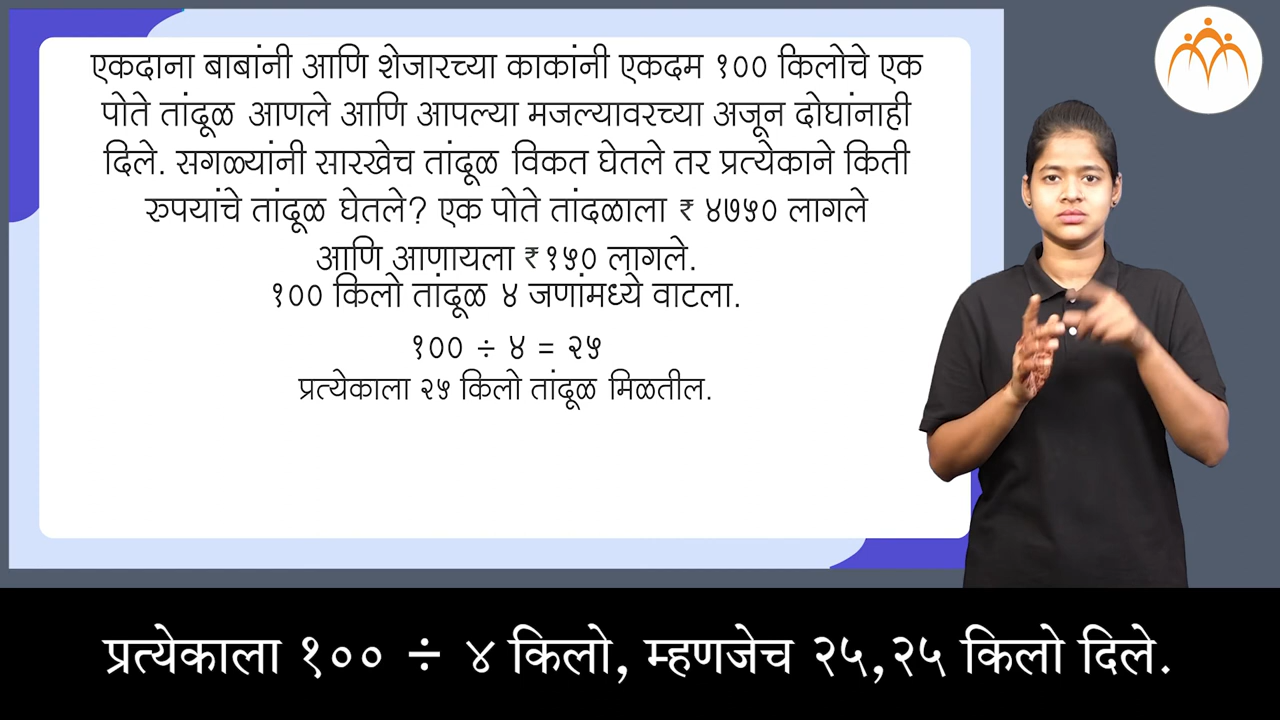 एकदाना बाबांनी आणि शेजारच्या काकांनी एकदम १०० किलोचे एक
पोते तांदूळ आणले आणि आपल्या मजल्यावरच्या अजून दोघांनाही
दिले. सगळ्यांनी सारखेच तांदूळ विकत घेतले तर प्रत्येकाने किती
रुपयांचे तांदूळ घेतले? एक पोते तांदळाला ₹ ४७५० लागले
आणि आणायला ₹१५० लागले.
१०० किलो तांदूळ ४ जणांमध्ये वाटला.
१०० ÷ ४ = २५
प्रत्येकाला २५ किलो तांदूळ मिळतील.
प्रत्येकाला १०० ÷ ४ किलो, म्हणजेच २५,२५ किलो दिले.